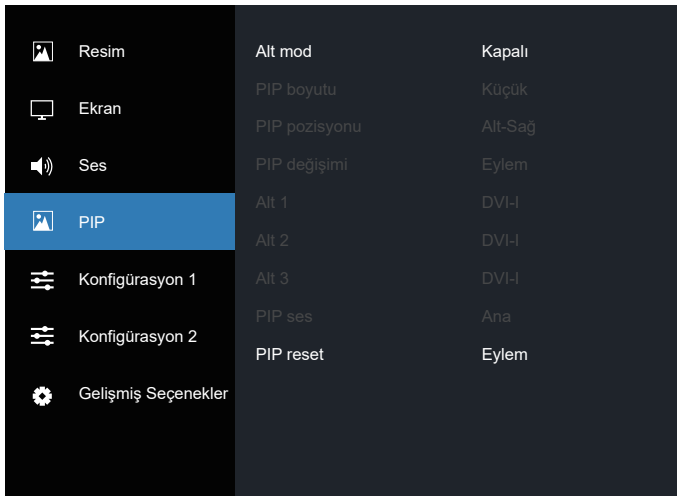 Resim
Ekran
Ses
PIP
Konfigürasyon 1
Konfigürasyon 2
Gelişmiş Seçenekler
Alt mod Kapalı
PIP boyutu Küçük
PIP pozisyonu Alt-Sağ
PIP değişimi Eylem
Alt 1 DVI-I
Alt 2 DVI-I
Alt 3 DVI-I
PIP ses Ana
PIP reset Eylem